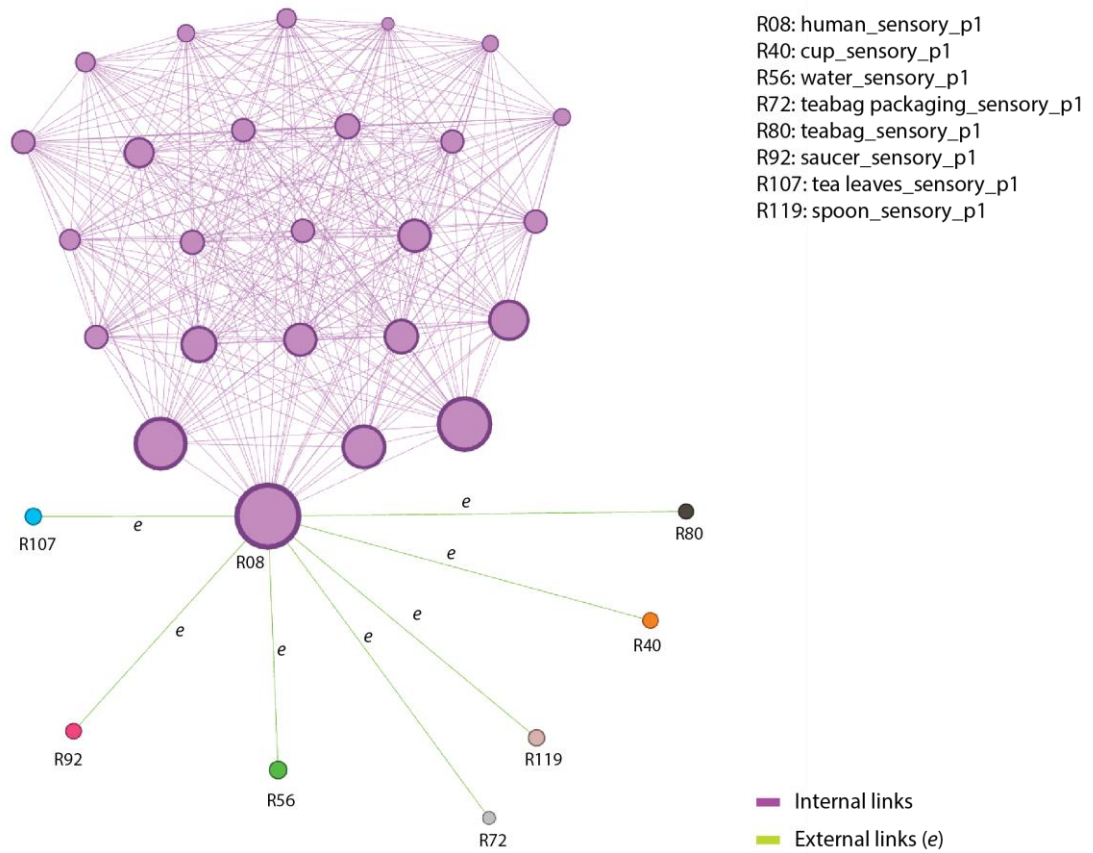 R08: human_sensory_p1
R40: cup_sensory_p1
R56: water_sensory_p1
R72: teabag packaging_sensory_p1
R80: teabag_sensory_p1
R92: saucer_sensory_p1
R107: tea leaves_sensory_p1
R119: spoon_sensory_p1
e
e
R107
R80
R08
e
e
e
e
e
R40
R92
R119
R56
R72
Internal links
External links (e)